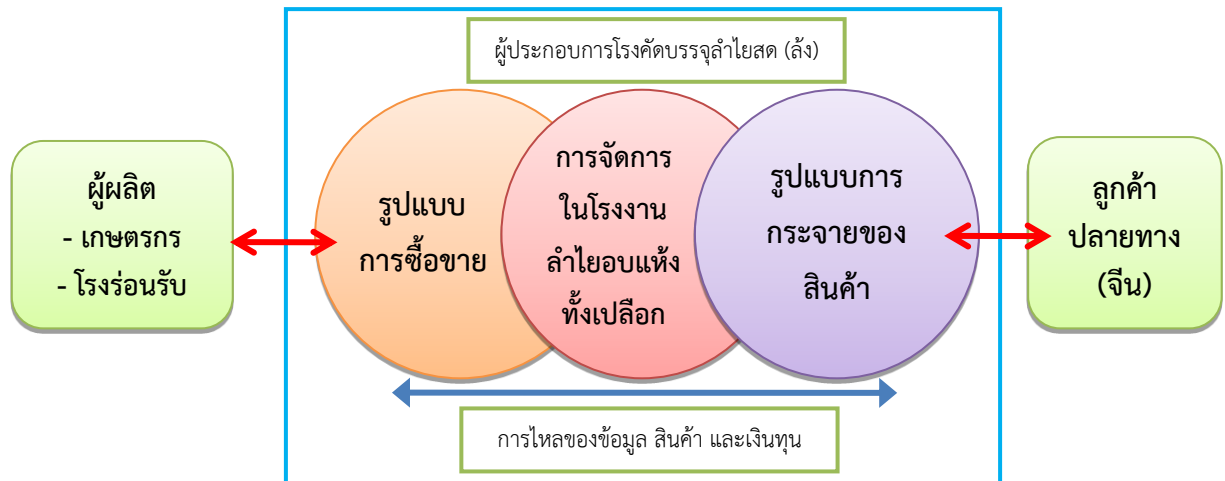 ผู้ประกอบการโรงคัดบรรจุลำไยสด (ล้ง)
ผู้ผลิต
- เกษตรกร
- โรงร่อนรับ
รูปแบบ
การซื้อขาย
การจัดการ
ในโรงงาน
ลำไยอบแห้ง
ทั้งเปลือก
รูปแบบการ
กระจายของ
สินค้า
ลูกค้า
ปลายทาง
(จีน)
การไหลของข้อมูล สินค้า และเงินทุน